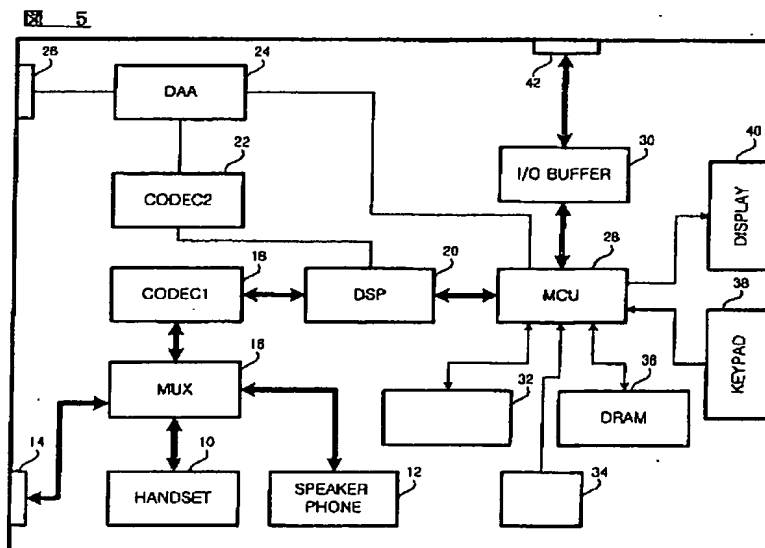 図 5
26
DAA
24
42
22
CODEC2
I/O BUFFER
30
40
DISPLAY
CODEC1
18
DSP
20
MCU
28
38
KEYPAD
MUX
16
14
HANDSET
10
SPEAKER
PHONE
12
32
DRAM
36
34